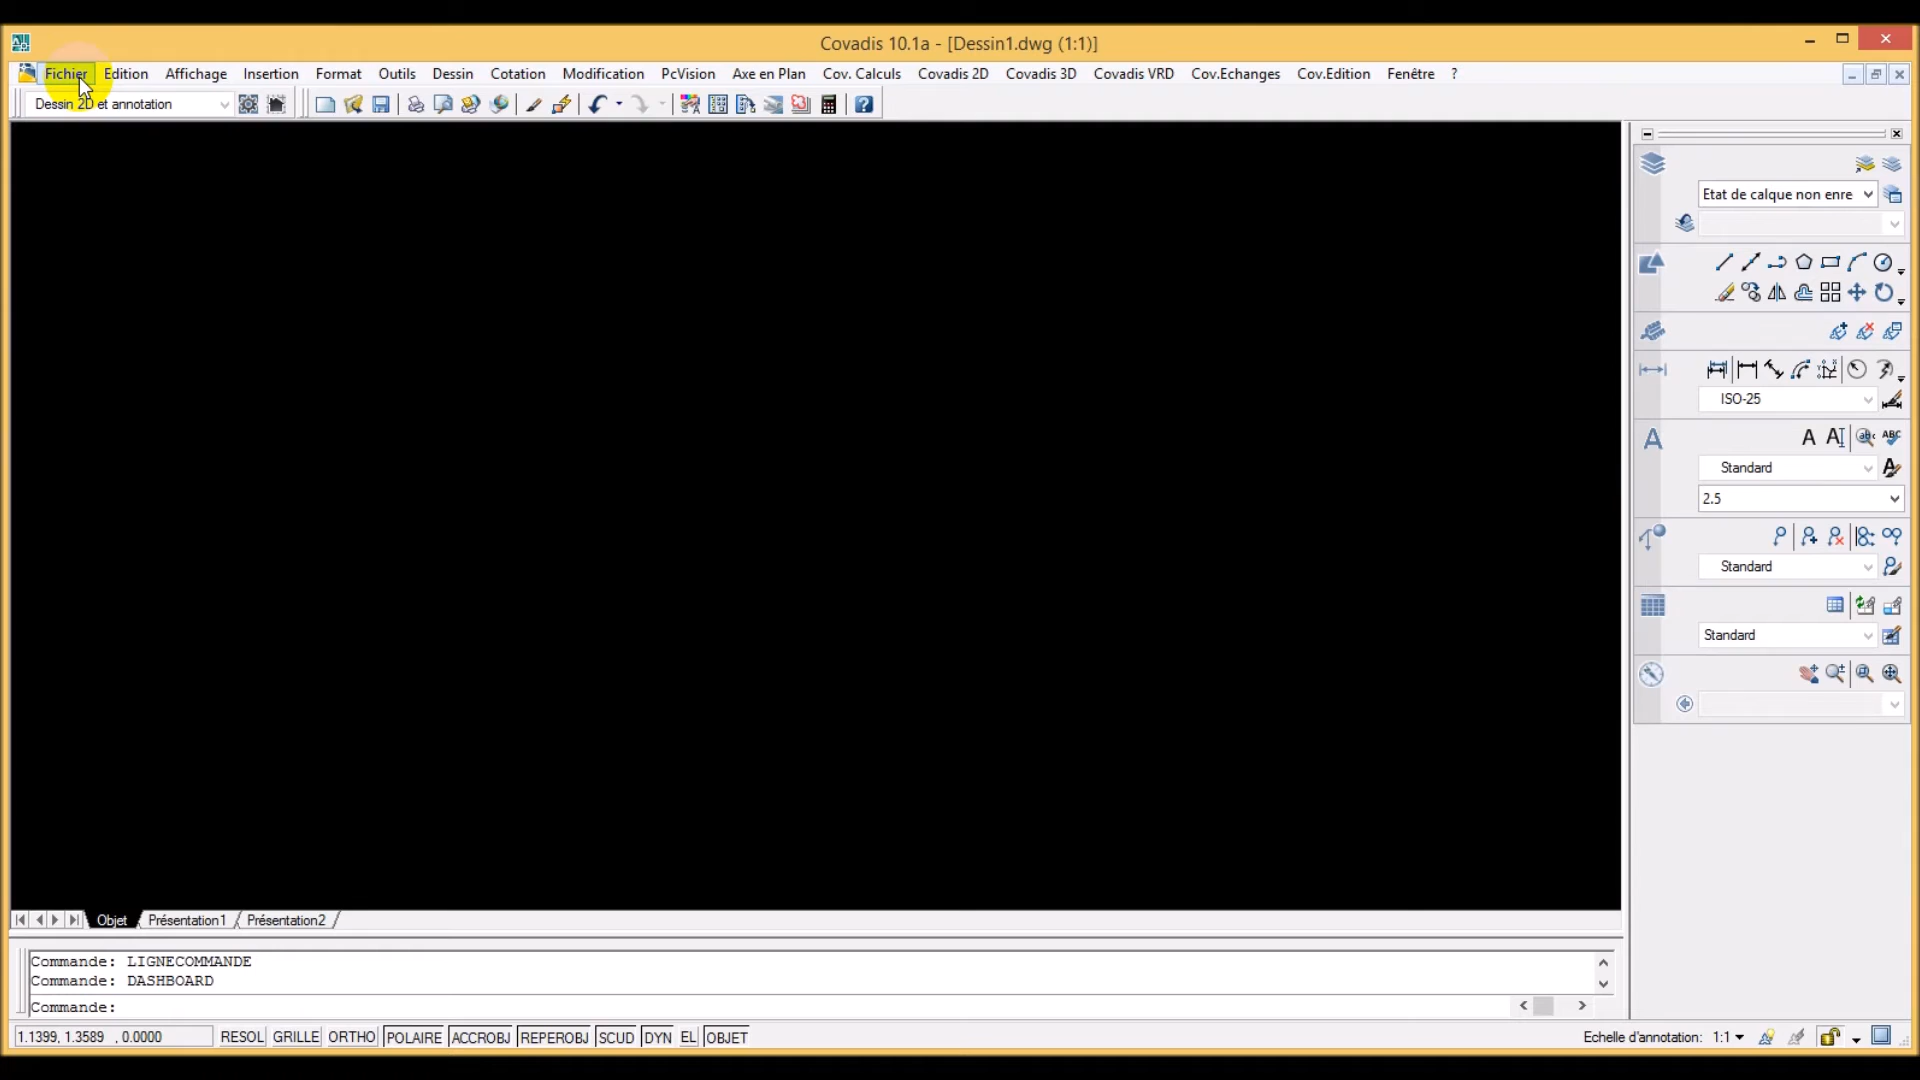 Covadis 10.1a - [Dessin1.dwg (1:1)]
Fichier Edition Affichage Insertion Format Outils Dessin Cotation Modification PcVision Axe en Plan Cov. Calculs Covadis 2D Covadis 3D Covadis VRD Cov.Echanges Cov.Edition Fenêtre ?
Dessin 2D et annotation
Etat de calque non enre
ISO-25
Standard
2.5
Standard
Standard
Objet Présentation1 Présentation2
Commande: LIGNECOMMANDE
Commande: DASHBOARD
Commande:
1.1399, 1.3589 , 0.0000 RESOL GRILLE ORTHO POLAIRE ACCROBJ REPEROBJ SCUD DYN EL OBJET Echelle d'annotation: 1:1